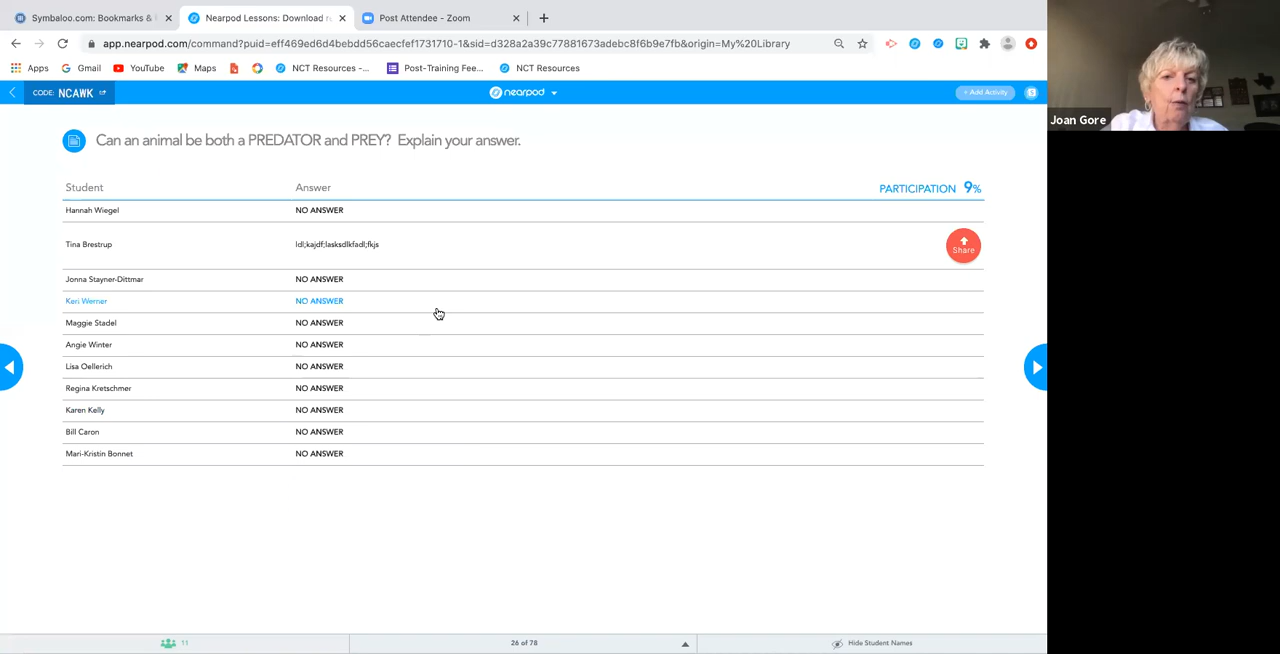 Symbaloo.com: Bookmarks &
Nearpod Lessons: Download r
Post Attendee - Zoom
app.nearpod.com/command?puid=eff469ed6d4bebdd56caecfef1731710-1&sid=d328a2a39c77881673adebc8f6b9e7fb&origin=My%20Library
Apps
Gmail
YouTube
Maps
NCT Resources -...
Post-Training Fee...
NCT Resources
CODE: NCAWK
nearpod
+ Add Activity
Joan Gore
Can an animal be both a PREDATOR and PREY? Explain your answer.
Student Answer PARTICIPATION 9%
Hannah Wiegel NO ANSWER
Tina Brestrup ldl;kajdf;lasksdlkfadl;fkjs
Share
Jonna Stayner-Dittmar NO ANSWER
Keri Werner NO ANSWER
Maggie Stadel NO ANSWER
Angie Winter NO ANSWER
Lisa Oellerich NO ANSWER
Regina Kretschmer NO ANSWER
Karen Kelly NO ANSWER
Bill Caron NO ANSWER
Mari-Kristin Bonnet NO ANSWER
11
26 of 78
Hide Student Names